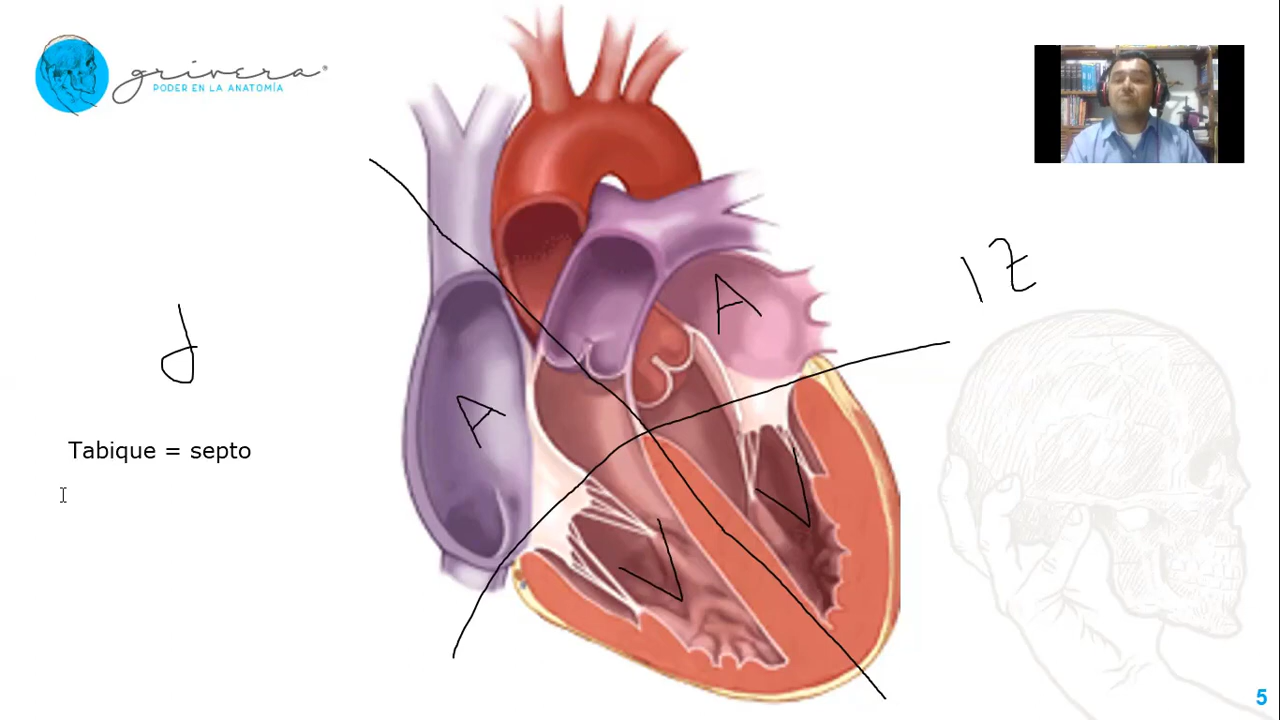 grivera
PODER EN LA ANATOMÍA
IZ
A
d
A
Tabique = septo
V
V
5